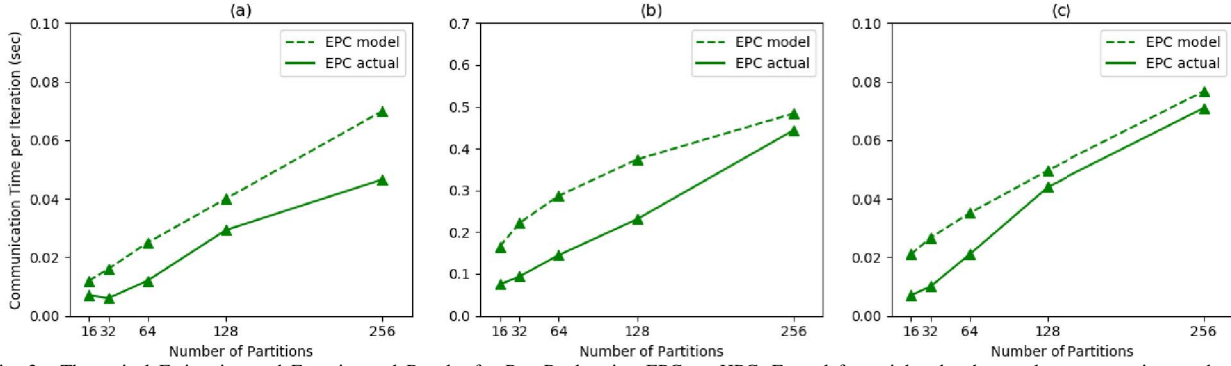 (a)
0.10
0.08
0.06
0.04
0.02
0.00
Communication Time per Iteration (sec)
EPC model
EPC actual
16 32 64 128 256
Number of Partitions
(b)
0.7
0.6
0.5
0.4
0.3
0.2
0.1
0.0
EPC model
EPC actual
16 32 64 128 256
Number of Partitions
(c)
0.10
0.08
0.06
0.04
0.02
0.00
EPC model
EPC actual
16 32 64 128 256
Number of Partitions